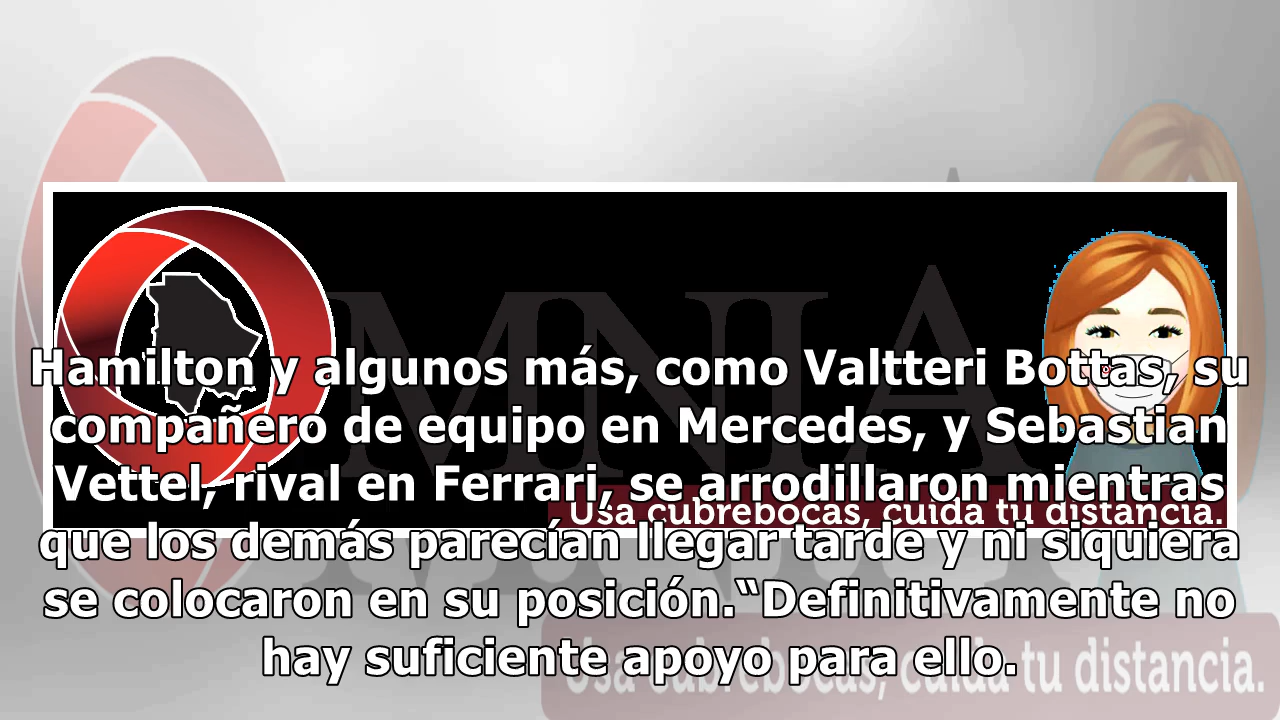 MNIA
Hamilton y algunos más, como Valtteri Bottas, su
compañero de equipo en Mercedes, y Sebastian
Vettel, rival en Ferrari, se arrodillaron mientras
Usa cubrebocas, cuida tu distancia.
que los demás parecían llegar tarde y ni siquiera
se colocaron en su posición.“Definitivamente no
hay suficiente apoyo para ello.
Usa cubrebocas, cuida tu distancia.